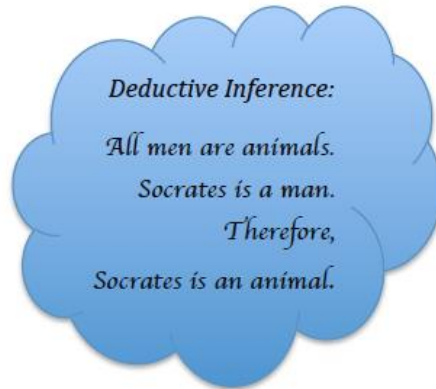 Deductive Inference:
All men are animals.
Socrates is a man.
Therefore,
Socrates is an animal.